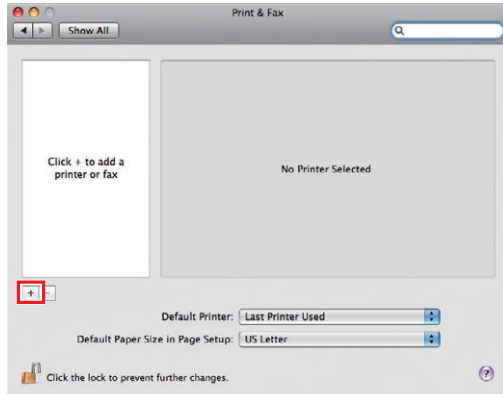 Print & Fax
Show All
Click + to add a
printer or fax
No Printer Selected
+ -
Default Printer: Last Printer Used
Default Paper Size in Page Setup: US Letter
Click the lock to prevent further changes.
?